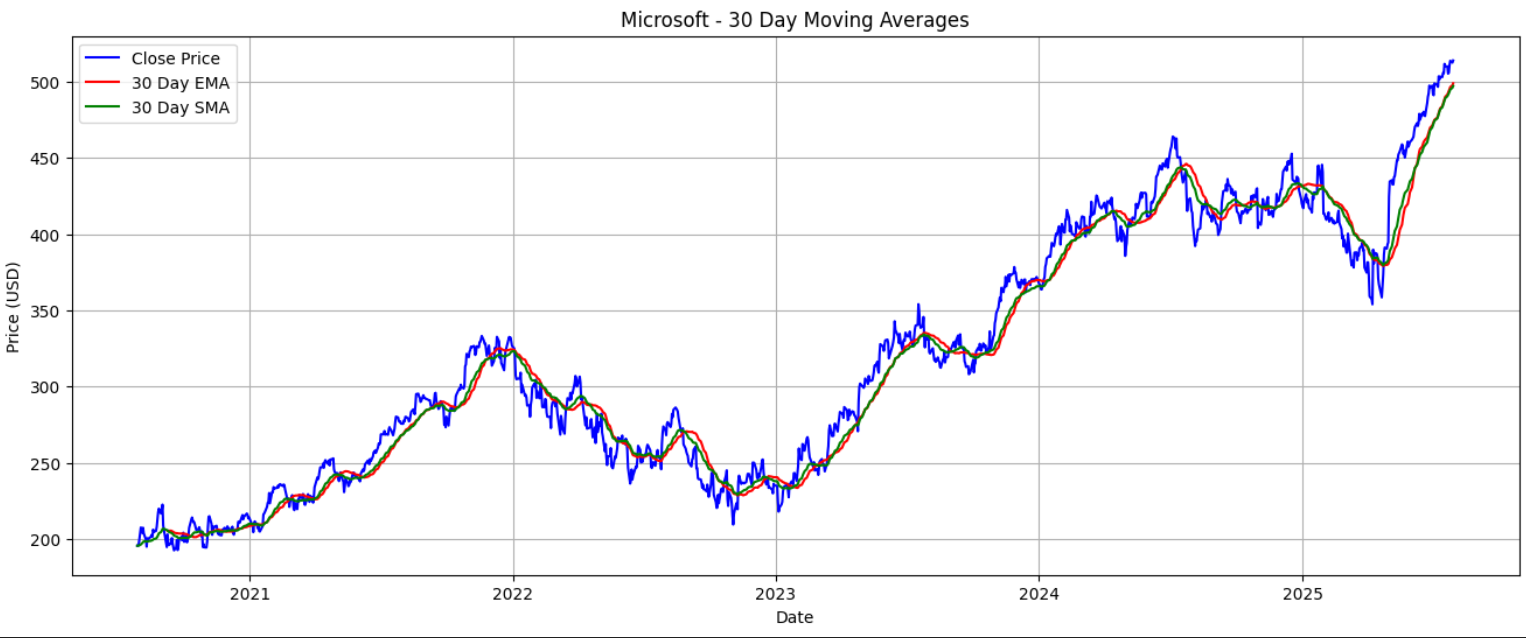 Microsoft - 30 Day Moving Averages
Close Price
30 Day EMA
30 Day SMA
Price (USD)
500
450
400
350
300
250
200
2021 2022 2023 2024 2025
Date